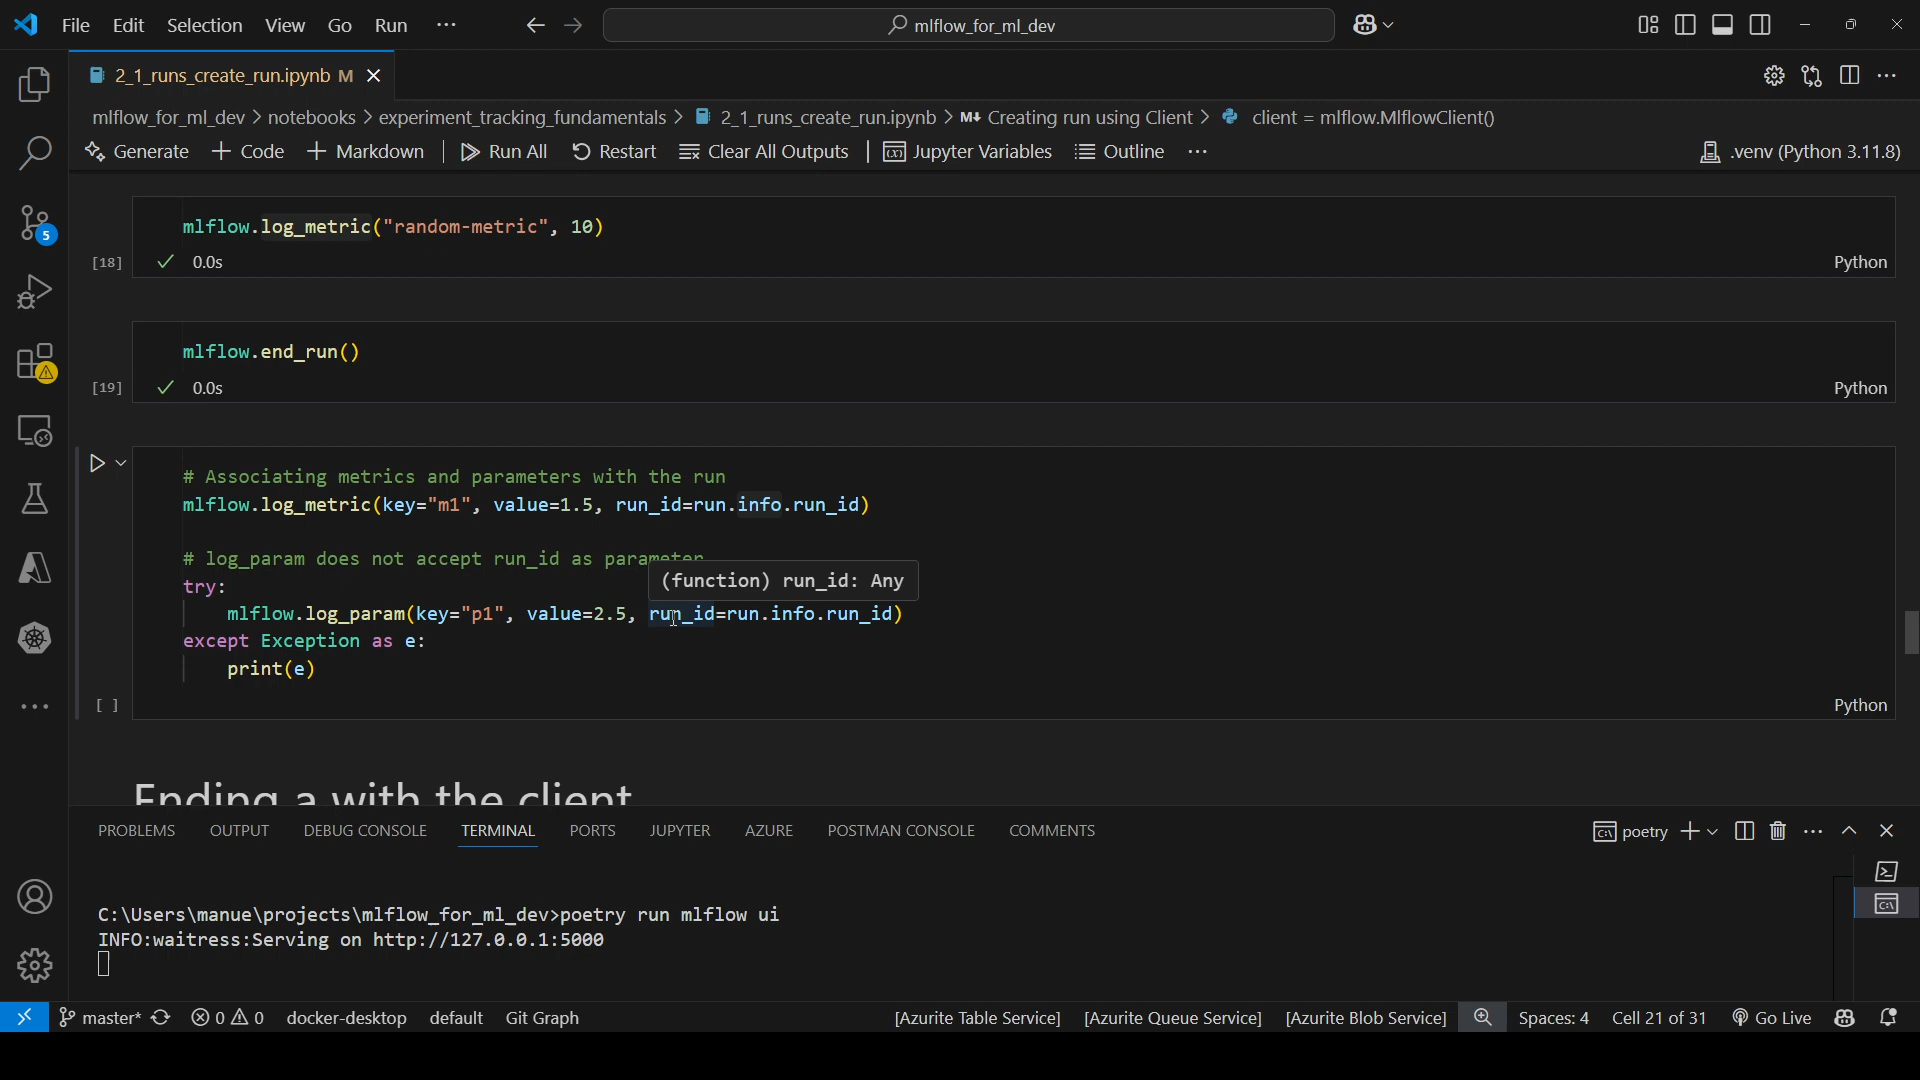 File Edit Selection View Go Run ···
mlflow_for_ml_dev
2_1_runs_create_run.ipynb M
mlflow_for_ml_dev > notebooks > experiment_tracking_fundamentals > 2_1_runs_create_run.ipynb > M↓ Creating run using Client > client = mlflow.MlflowClient()
Generate + Code + Markdown Run All Restart Clear All Outputs Jupyter Variables Outline ··· .venv (Python 3.11.8)
mlflow.log_metric("random-metric", 10)
[18] ✓ 0.0s Python
mlflow.end_run()
[19] ✓ 0.0s Python
# Associating metrics and parameters with the run
mlflow.log_metric(key="m1", value=1.5, run_id=run.info.run_id)
# log_param does not accept run_id as parameter
(function) run_id: Any
try:
mlflow.log_param(key="p1", value=2.5, run_id=run.info.run_id)
except Exception as e:
print(e)
[ ] Python
Ending a with the client
PROBLEMS OUTPUT DEBUG CONSOLE TERMINAL PORTS JUPYTER AZURE POSTMAN CONSOLE COMMENTS poetry
C:\Users\manue\projects\mlflow_for_ml_dev>poetry run mlflow ui
INFO:waitress:Serving on http://127.0.0.1:5000
master* 0 0 docker-desktop default Git Graph [Azurite Table Service] [Azurite Queue Service] [Azurite Blob Service] Spaces: 4 Cell 21 of 31 Go Live
5